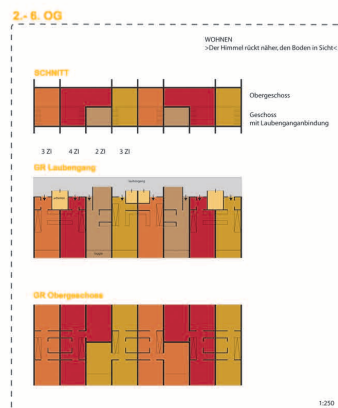 2.- 6. OG
WOHNEN
>Der Himmel rückt näher, den Boden in Sicht<
SCHNITT
Obergeschoss
Geschoss
mit Laubenganganbindung
3 ZI 4 ZI 2 ZI 3 ZI
GR Laubengang
GR Obergeschoss
1:250